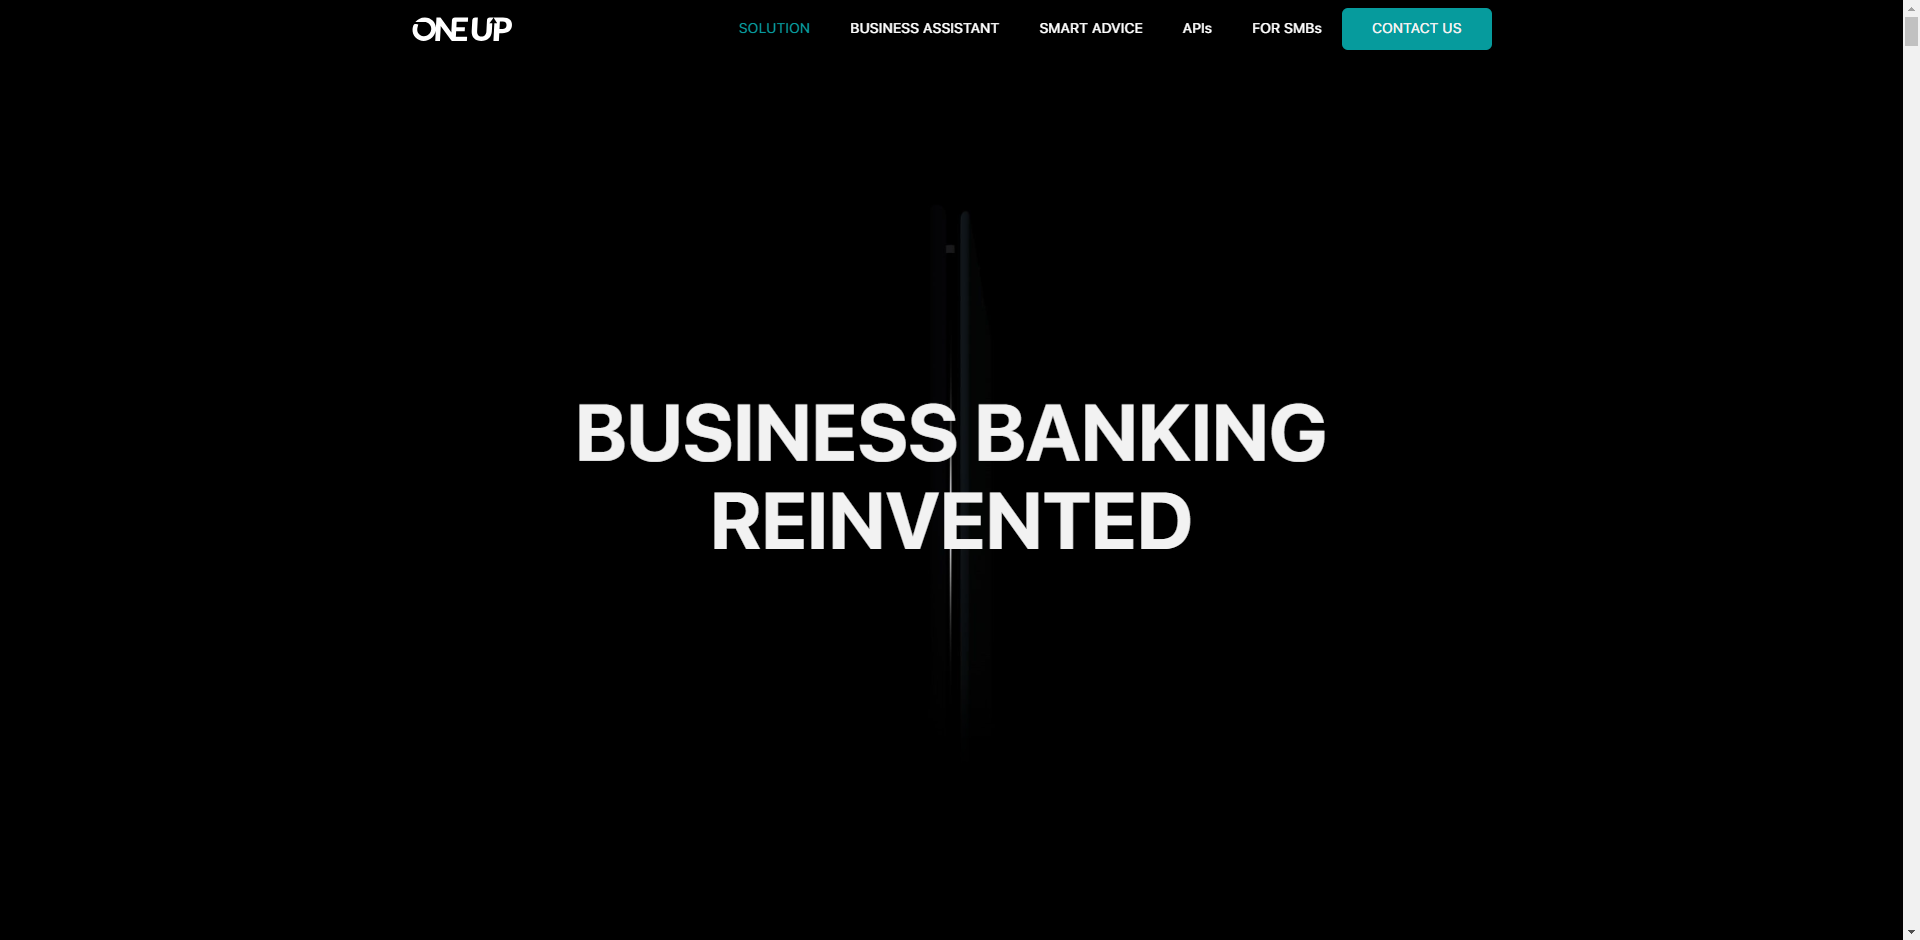 ONE UP
SOLUTION
BUSINESS ASSISTANT
SMART ADVICE
APIs
FOR SMBs
CONTACT US
BUSINESS BANKING
REINVENTED